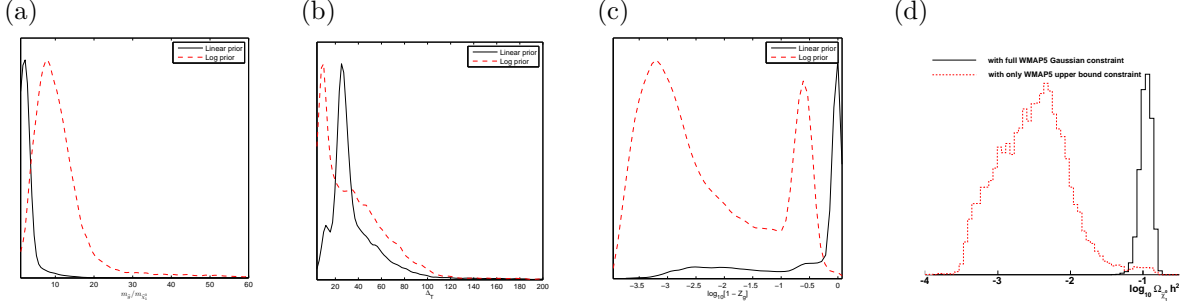 (a)
(b)
(c)
(d)
Linear prior
Log prior
10 20 30 40 50 60
m_g̃/m_χ̃⁰₁
Linear prior
Log prior
20 40 60 80 100 120 140 160 180 200
Δ_T
Linear prior
Log prior
-3.5 -3 -2.5 -2 -1.5 -1 -0.5 0
log₁₀[1 − Z_g]
with full WMAP5 Gaussian constraint
with only WMAP5 upper bound constraint
-4 -3 -2 -1 0
log₁₀ Ω_χ̃⁰₁ h²